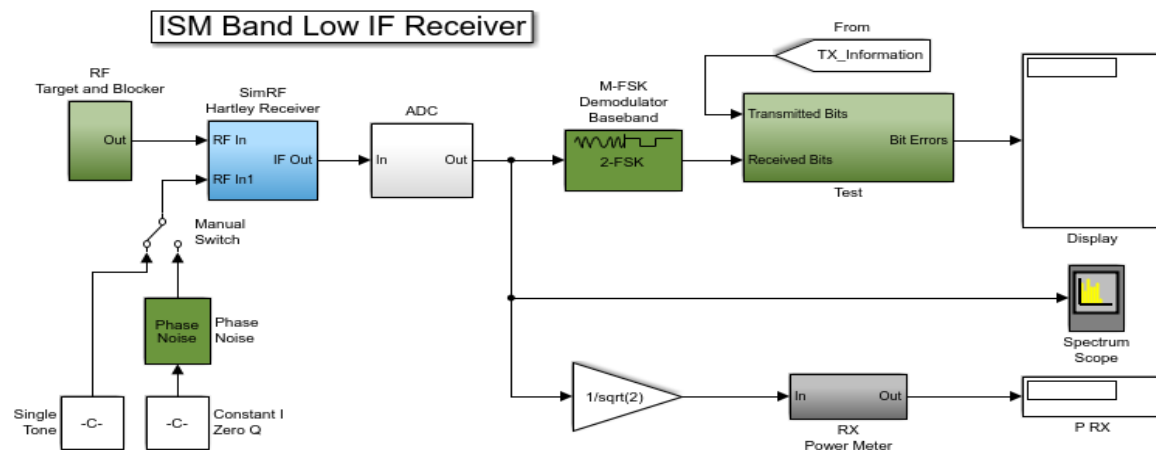 ISM Band Low IF Receiver
RF
Target and Blocker
Out
SimRF
Hartley Receiver
RF In
IF Out
RF In1
ADC
In
Out
M-FSK
Demodulator
Baseband
2-FSK
From
TX_Information
Transmitted Bits
Bit Errors
Received Bits
Test
Display
Manual
Switch
Phase
Noise
Phase
Noise
Single
Tone
-C-
-C-
Constant I
Zero Q
Spectrum
Scope
1/sqrt(2)
In
Out
RX
Power Meter
P RX